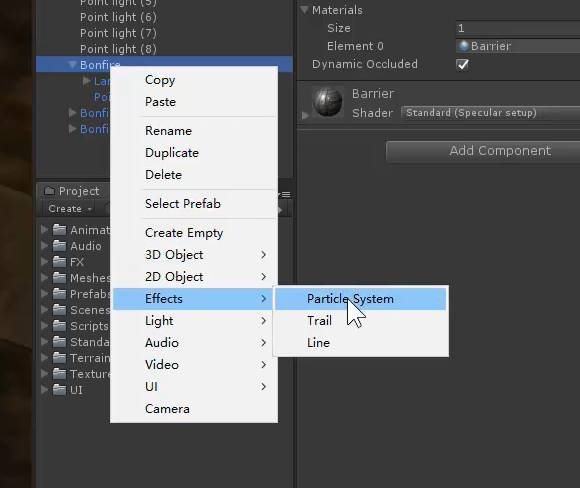 Point light (5)
Point light (6)
Point light (7)
Point light (8)
Bonfire
Bonfi
Bonfi
Copy
Paste
Rename
Duplicate
Delete
Select Prefab
Create Empty
3D Object
2D Object
Effects
Light
Audio
Video
UI
Camera
Particle System
Trail
Line
Project
Create
Animat
Audio
FX
Meshes
Prefabs
Scenes
Scripts
Standa
Terrain
Texture
UI
Materials
Size 1
Element 0 Barrier
Dynamic Occluded
Barrier
Shader Standard (Specular setup)
Add Component